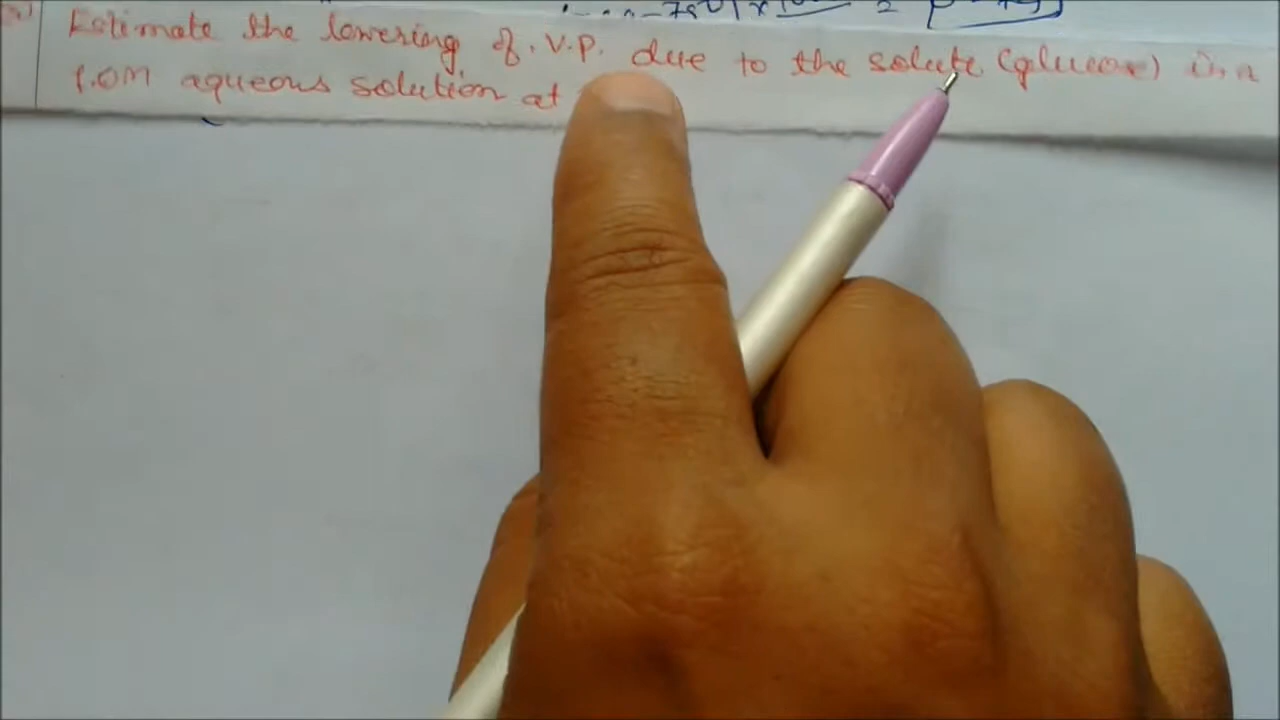 Estimate the lowering of V.P. due to the solute (glucose) in a
1.0M aqueous solution at